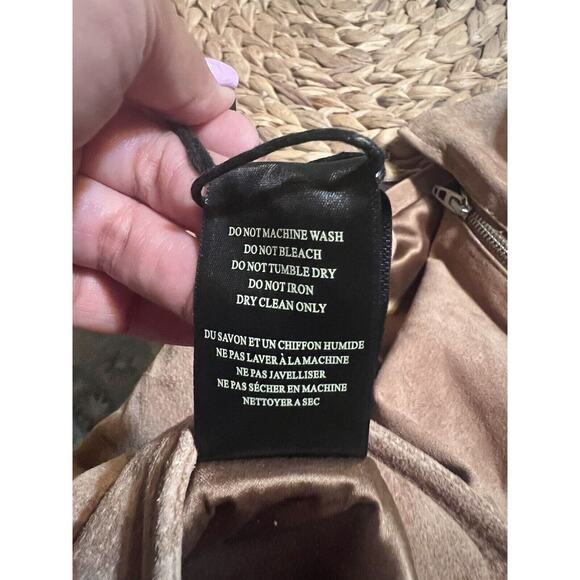 DO NOT MACHINE WASH
DO NOT BLEACH
DO NOT TUMBLE DRY
DO NOT IRON
DRY CLEAN ONLY
DU SAVON ET UN CHIFFON HUMIDE
NE PAS LAVER À LA MACHINE
NE PAS JAVELLISER
NE PAS SÉCHER EN MACHINE
NETTOYER A SEC